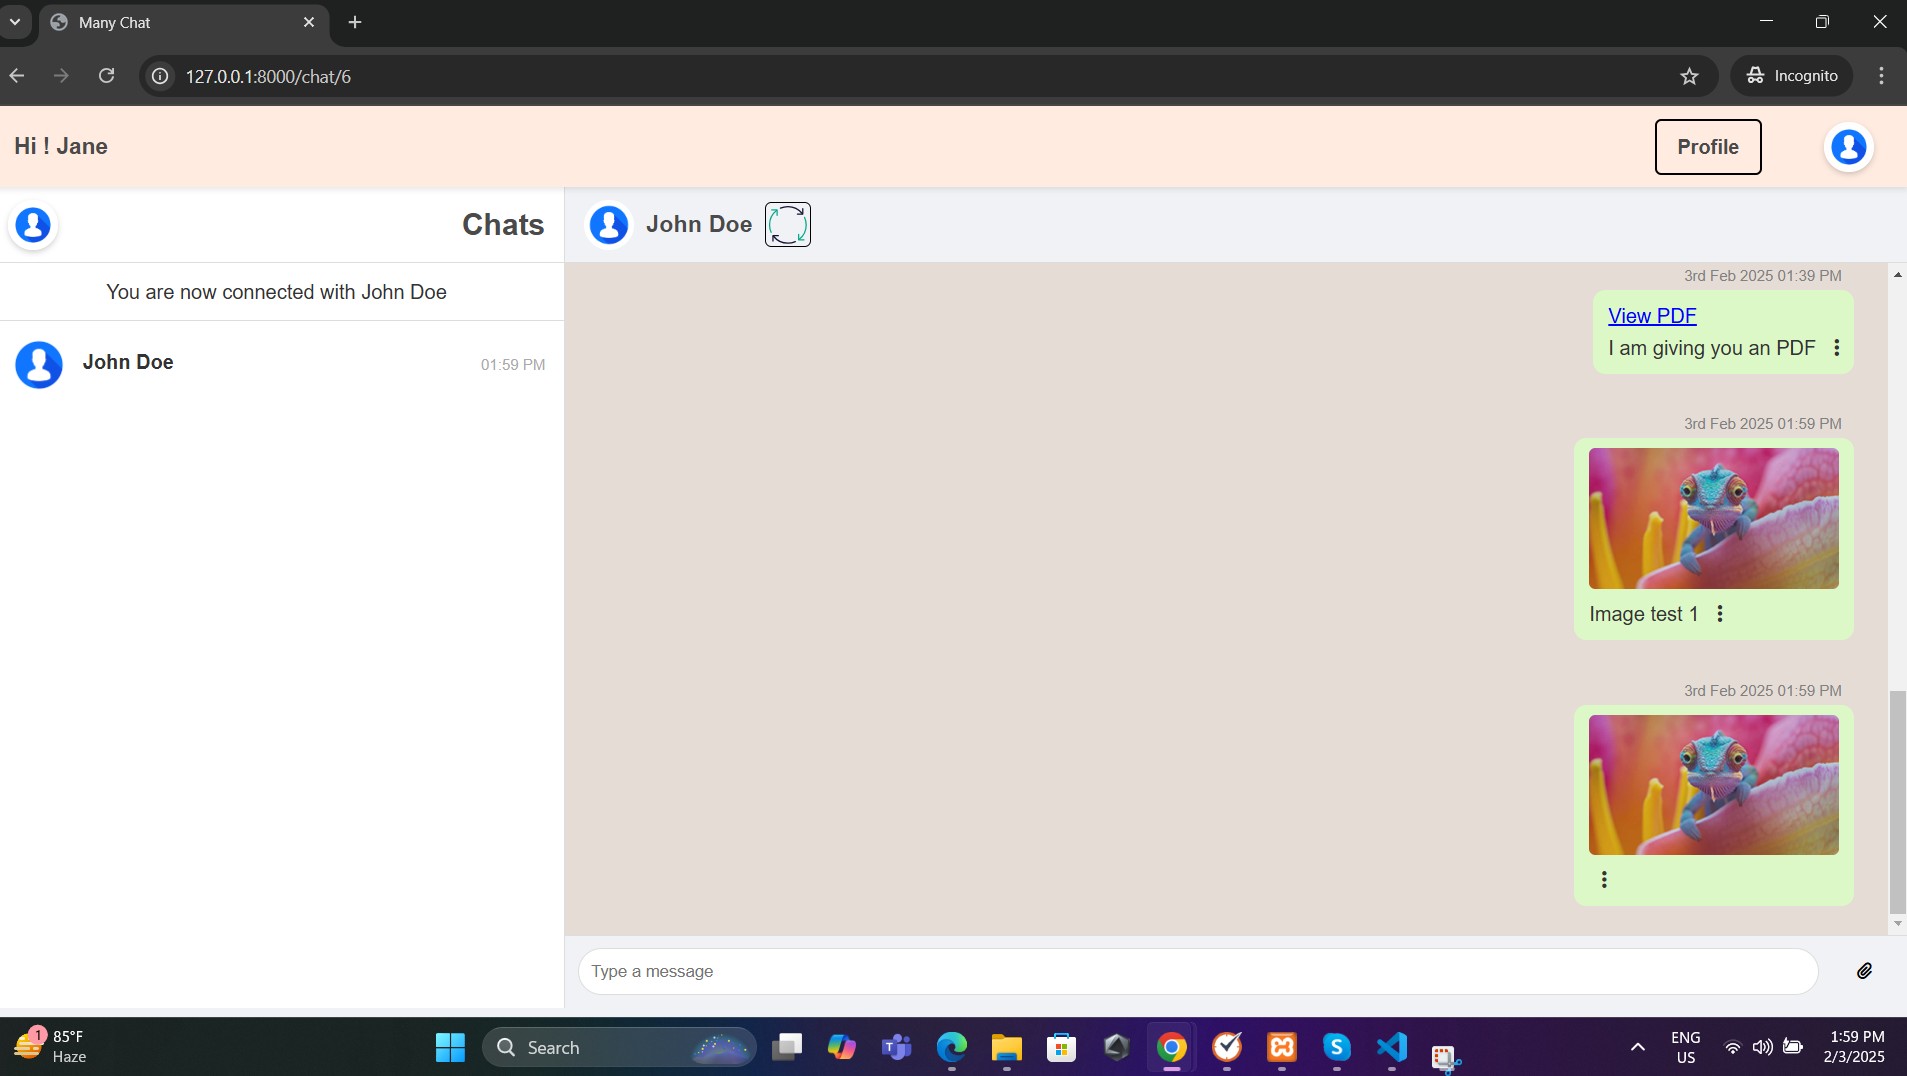 Many Chat
127.0.0.1:8000/chat/6
Incognito
Hi ! Jane
Profile
Chats
John Doe
You are now connected with John Doe
John Doe
01:59 PM
3rd Feb 2025 01:39 PM
View PDF
I am giving you an PDF
3rd Feb 2025 01:59 PM
Image test 1
3rd Feb 2025 01:59 PM
Type a message
1
85°F
Haze
Search
ENG
US
1:59 PM
2/3/2025